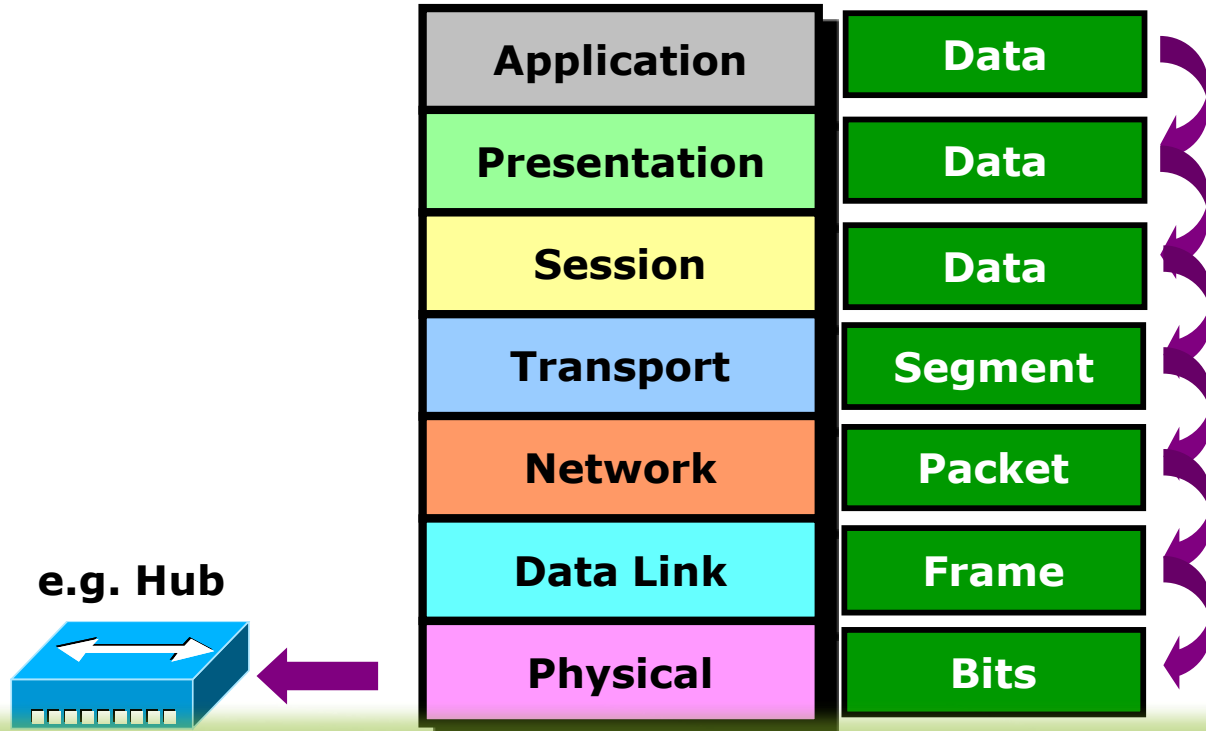 Application
Data
Presentation
Data
Session
Data
Transport
Segment
Network
Packet
Data Link
Frame
e.g. Hub
Physical
Bits